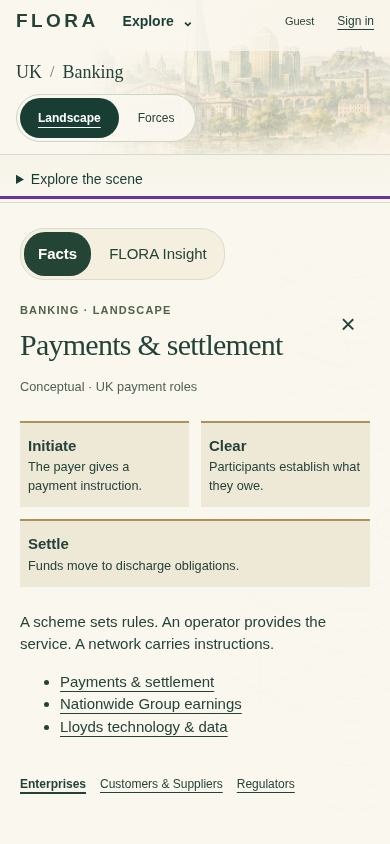 FLORA Explore Guest Sign in
UK / Banking
Landscape Forces
Explore the scene
Facts FLORA Insight
BANKING · LANDSCAPE
Payments & settlement
Conceptual · UK payment roles
Initiate
The payer gives a
payment instruction.
Clear
Participants establish what
they owe.
Settle
Funds move to discharge obligations.
A scheme sets rules. An operator provides the
service. A network carries instructions.
Payments & settlement
Nationwide Group earnings
Lloyds technology & data
Enterprises Customers & Suppliers Regulators